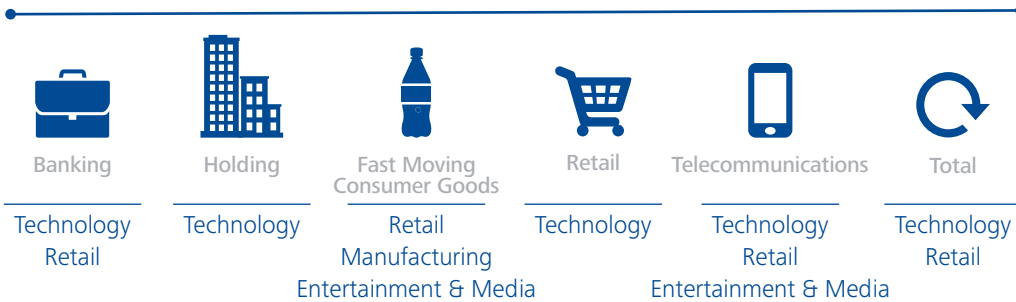 Banking
Holding
Fast Moving
Consumer Goods
Retail
Telecommunications
Total
Technology
Retail
Technology
Retail
Manufacturing
Entertainment & Media
Technology
Technology
Retail
Entertainment & Media
Technology
Retail